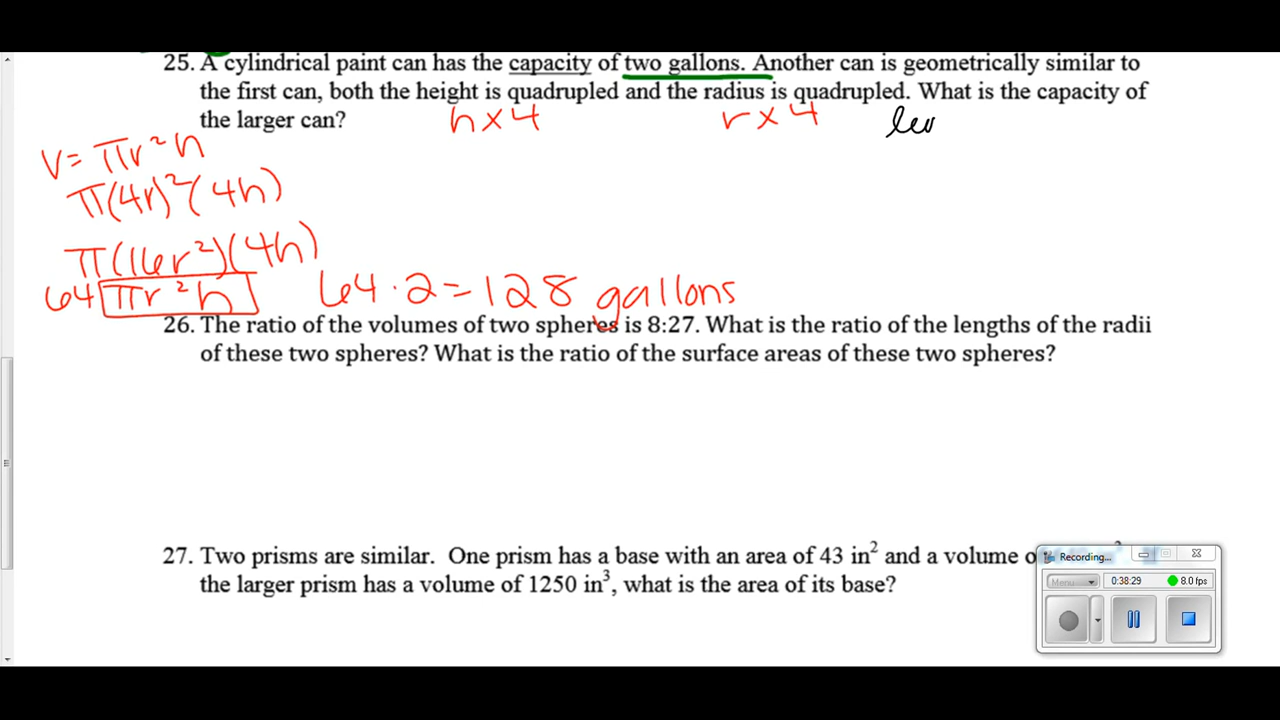 25. A cylindrical paint can has the capacity of two gallons. Another can is geometrically similar to
the first can, both the height is quadrupled and the radius is quadrupled. What is the capacity of
the larger can?
h x 4
r x 4
V = πr²h
π(4r)²(4h)
π(16r²)(4h)
64 πr²h
64 · 2 = 128 gallons
26. The ratio of the volumes of two spheres is 8:27. What is the ratio of the lengths of the radii
of these two spheres? What is the ratio of the surface areas of these two spheres?
27. Two prisms are similar. One prism has a base with an area of 43 in² and a volume
the larger prism has a volume of 1250 in³, what is the area of its base?
Recording...
Menu
0:38:29
8.0 fps